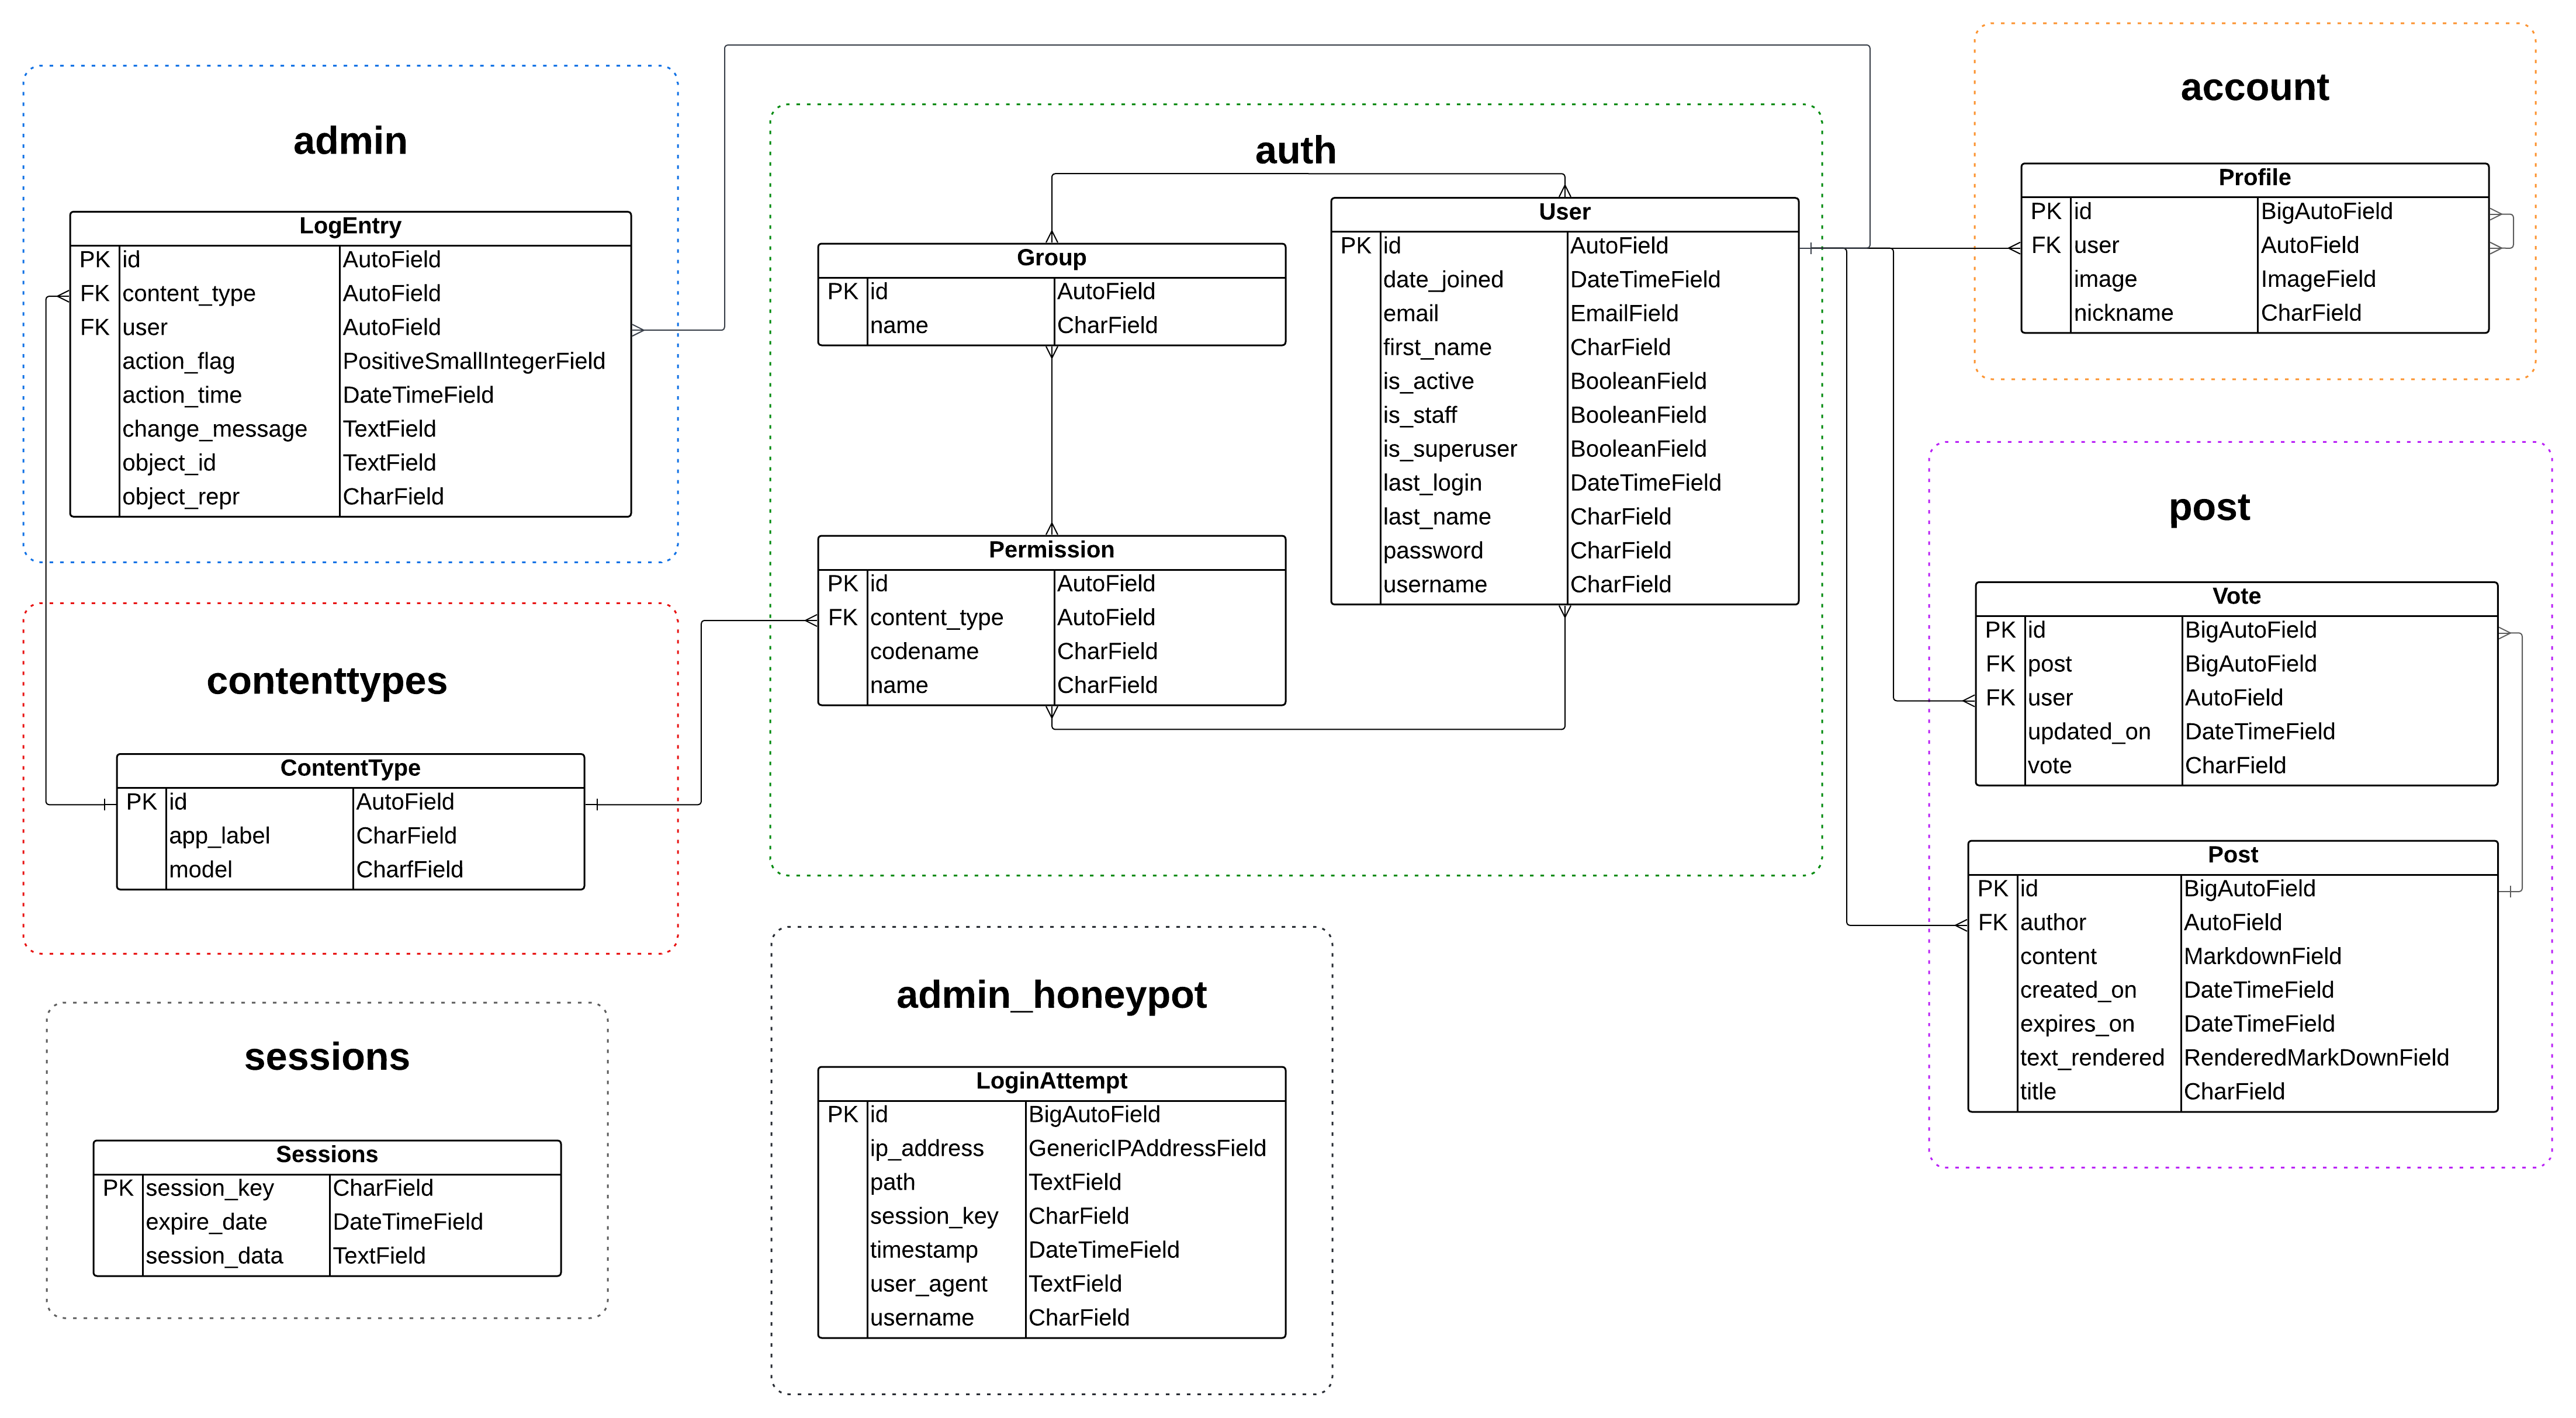 admin
LogEntry
PK id AutoField
FK content_type AutoField
FK user AutoField
action_flag PositiveSmallIntegerField
action_time DateTimeField
change_message TextField
object_id TextField
object_repr CharField
contenttypes
ContentType
PK id AutoField
app_label CharField
model CharfField
sessions
Sessions
PK session_key CharField
expire_date DateTimeField
session_data TextField
auth
Group
PK id AutoField
name CharField
Permission
PK id AutoField
FK content_type AutoField
codename CharField
name CharField
User
PK id AutoField
date_joined DateTimeField
email EmailField
first_name CharField
is_active BooleanField
is_staff BooleanField
is_superuser BooleanField
last_login DateTimeField
last_name CharField
password CharField
username CharField
admin_honeypot
LoginAttempt
PK id BigAutoField
ip_address GenericIPAddressField
path TextField
session_key CharField
timestamp DateTimeField
user_agent TextField
username CharField
account
Profile
PK id BigAutoField
FK user AutoField
image ImageField
nickname CharField
post
Vote
PK id BigAutoField
FK post BigAutoField
FK user AutoField
updated_on DateTimeField
vote CharField
Post
PK id BigAutoField
FK author AutoField
content MarkdownField
created_on DateTimeField
expires_on DateTimeField
text_rendered RenderedMarkDownField
title CharField